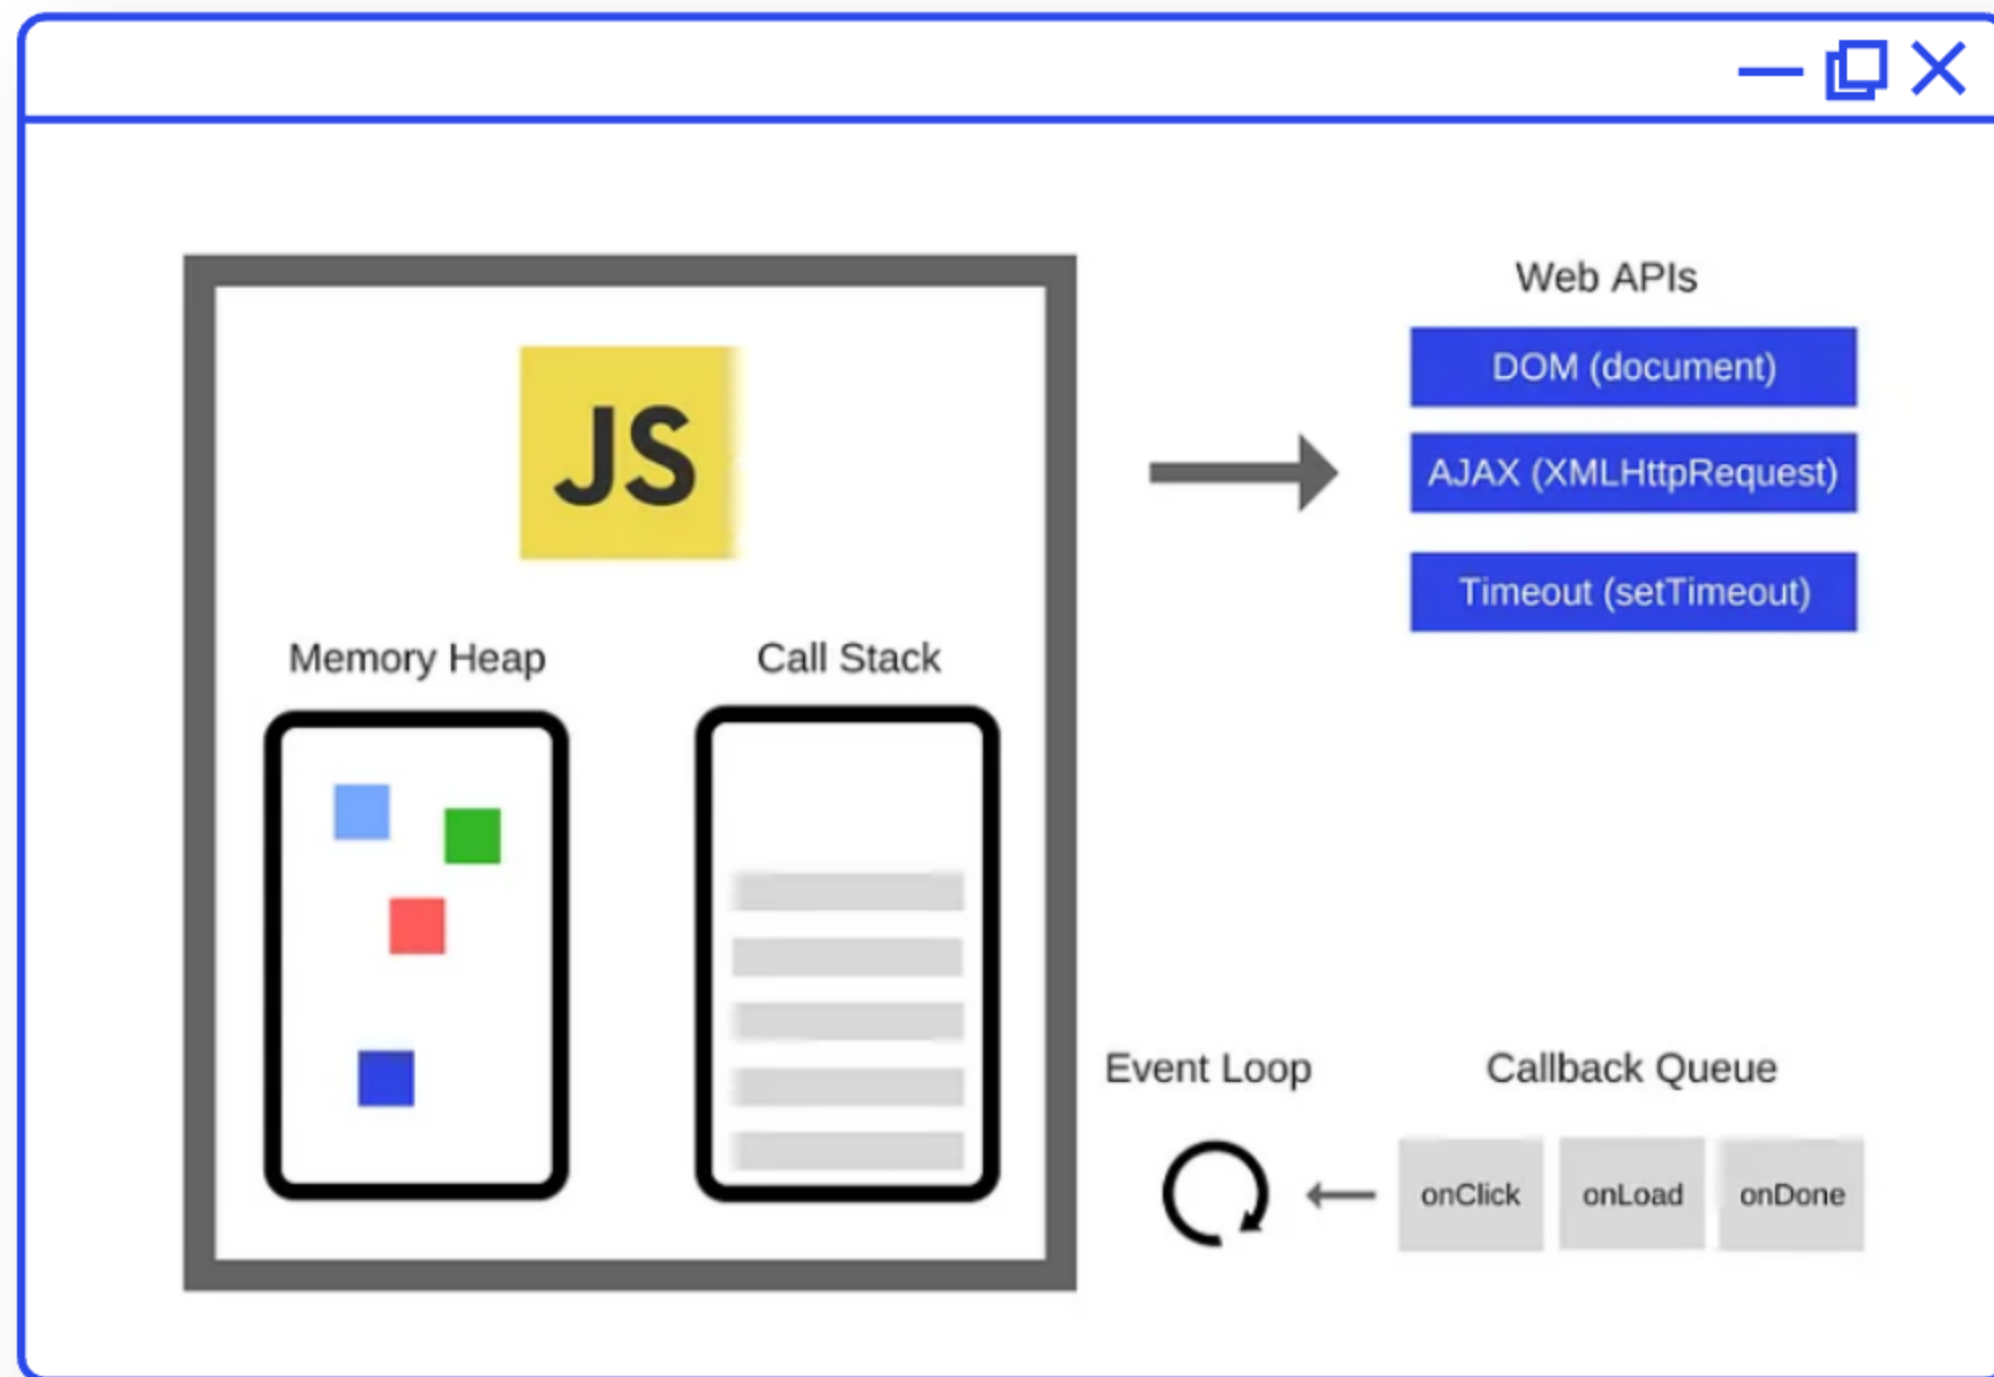 JS
Memory Heap
Call Stack
Web APIs
DOM (document)
AJAX (XMLHttpRequest)
Timeout (setTimeout)
Event Loop
Callback Queue
onClick
onLoad
onDone